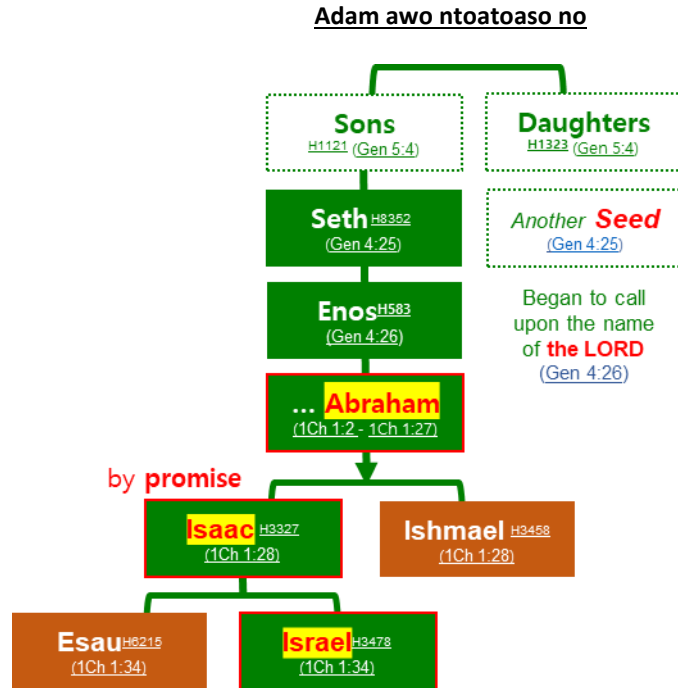 Adam awo ntoatoaso no
Sons
H1121 (Gen 5:4)
Daughters
H1323 (Gen 5:4)
Seth H8352
(Gen 4:25)
Another Seed
(Gen 4:25)
Enos H583
(Gen 4:26)
Began to call
upon the name
of the LORD
(Gen 4:26)
... Abraham
(1Ch 1:2 - 1Ch 1:27)
by promise
Isaac H3327
(1Ch 1:28)
Ishmael H3458
(1Ch 1:28)
Esau H6215
(1Ch 1:34)
Israel H3478
(1Ch 1:34)